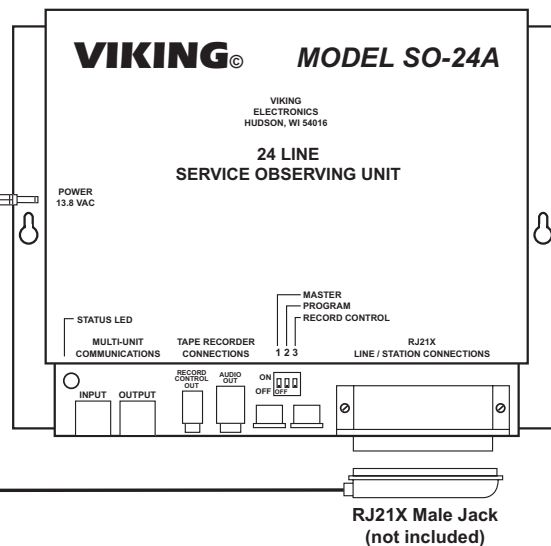 VIKING© MODEL SO-24A
VIKING
ELECTRONICS
HUDSON, WI 54016
24 LINE
SERVICE OBSERVING UNIT
POWER
13.8 VAC
MASTER
PROGRAM
RECORD CONTROL
1 2 3
STATUS LED
MULTI-UNIT
COMMUNICATIONS
TAPE RECORDER
CONNECTIONS
RJ21X
LINE / STATION CONNECTIONS
INPUT OUTPUT
RECORD
CONTROL
OUT
AUDIO
OUT
ON
OFF OFF
RJ21X Male Jack
(not included)